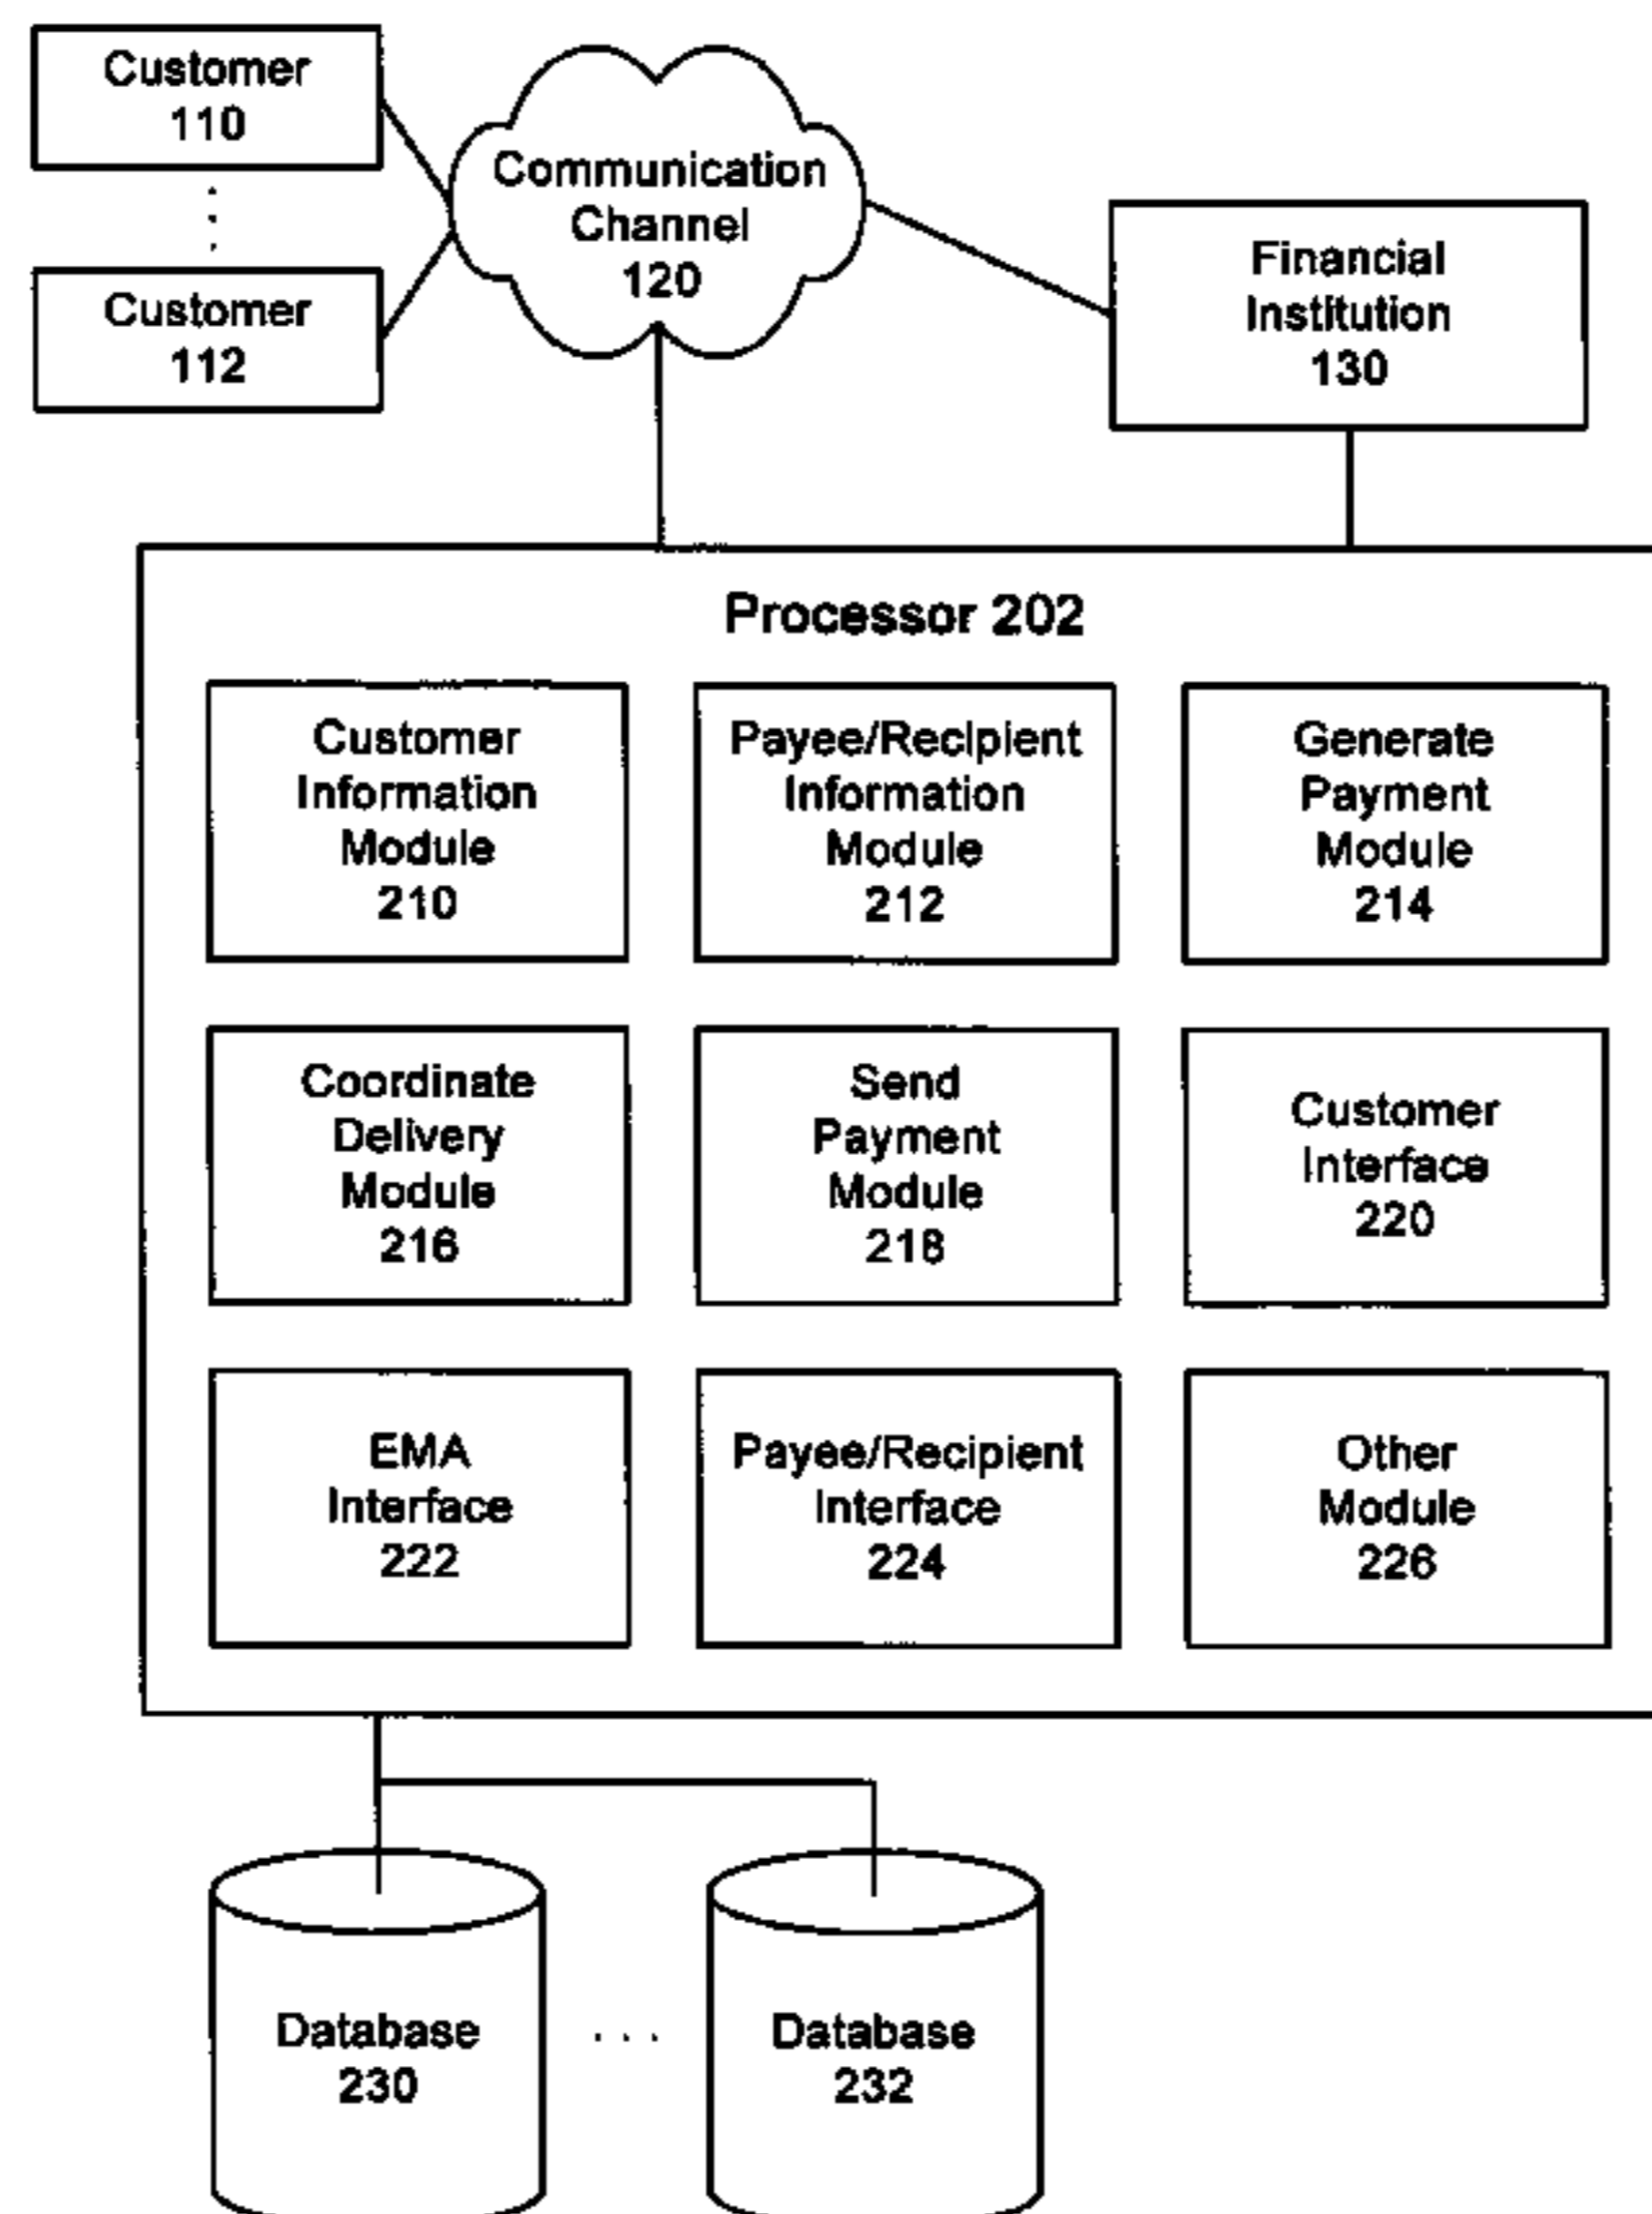 Customer
110
Customer
112
Communication
Channel
120
Financial
Institution
130
Processor 202
Customer
Information
Module
210
Payee/Recipient
Information
Module
212
Generate
Payment
Module
214
Coordinate
Delivery
Module
216
Send
Payment
Module
218
Customer
Interface
220
EMA
Interface
222
Payee/Recipient
Interface
224
Other
Module
226
Database
230
. . .
Database
232